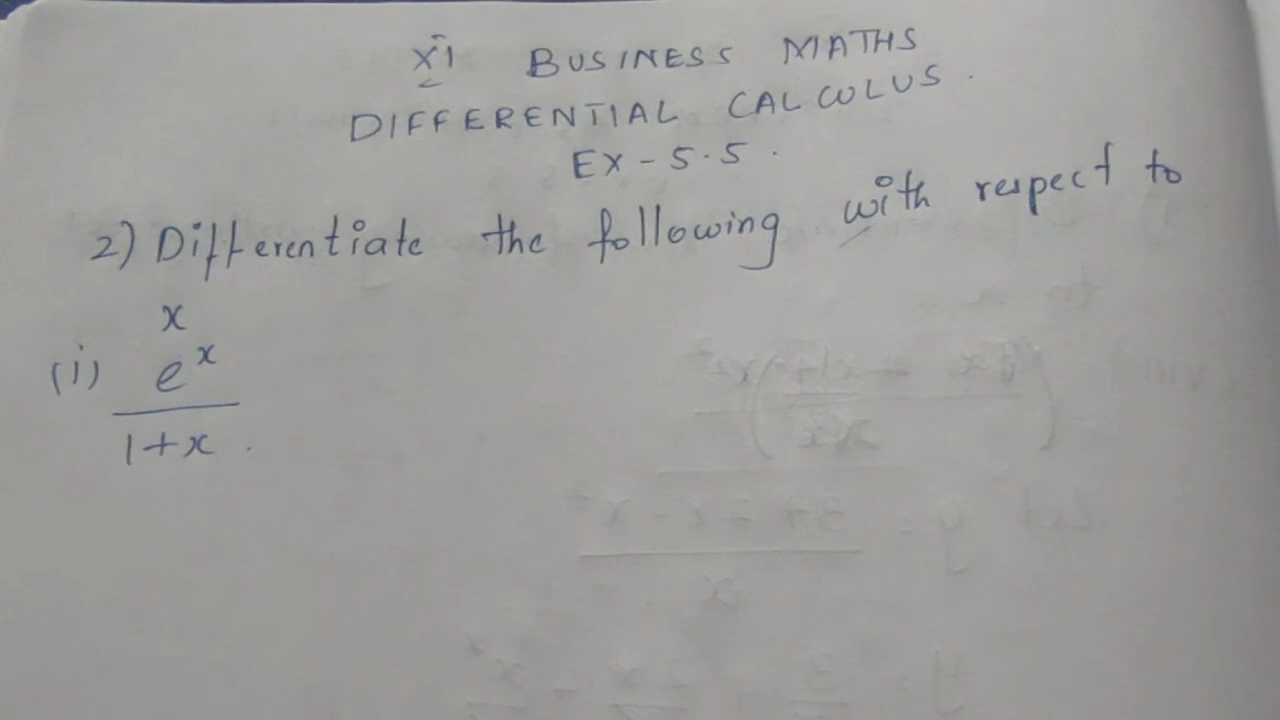 XI BUSINESS MATHS
DIFFERENTIAL CALCULUS.
EX-5.5.
2) Differentiate the following with respect to
x
(i) e^x
1+x.